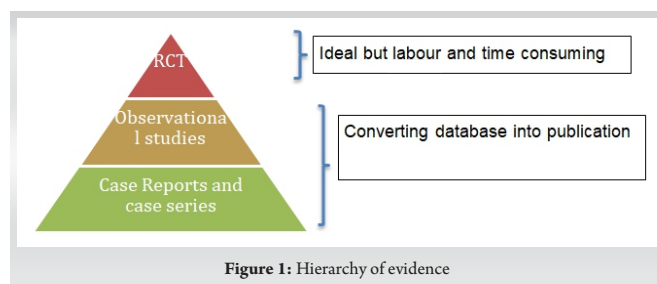 RCT
Ideal but labour and time consuming
Observationa
l studies
Converting database into publication
Case Reports and
case series
Figure 1: Hierarchy of evidence